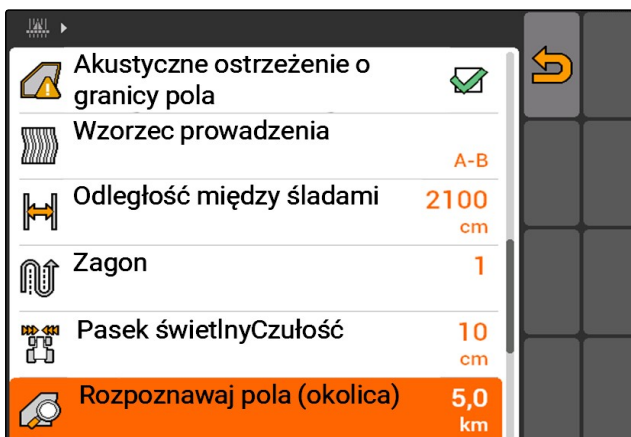 Akustyczne ostrzeżenie o
granicy pola
Wzorzec prowadzenia
A-B
Odległość między śladami
2100
cm
Zagon
1
Pasek świetlnyCzułość
10
cm
Rozpoznawaj pola (okolica)
5,0
km